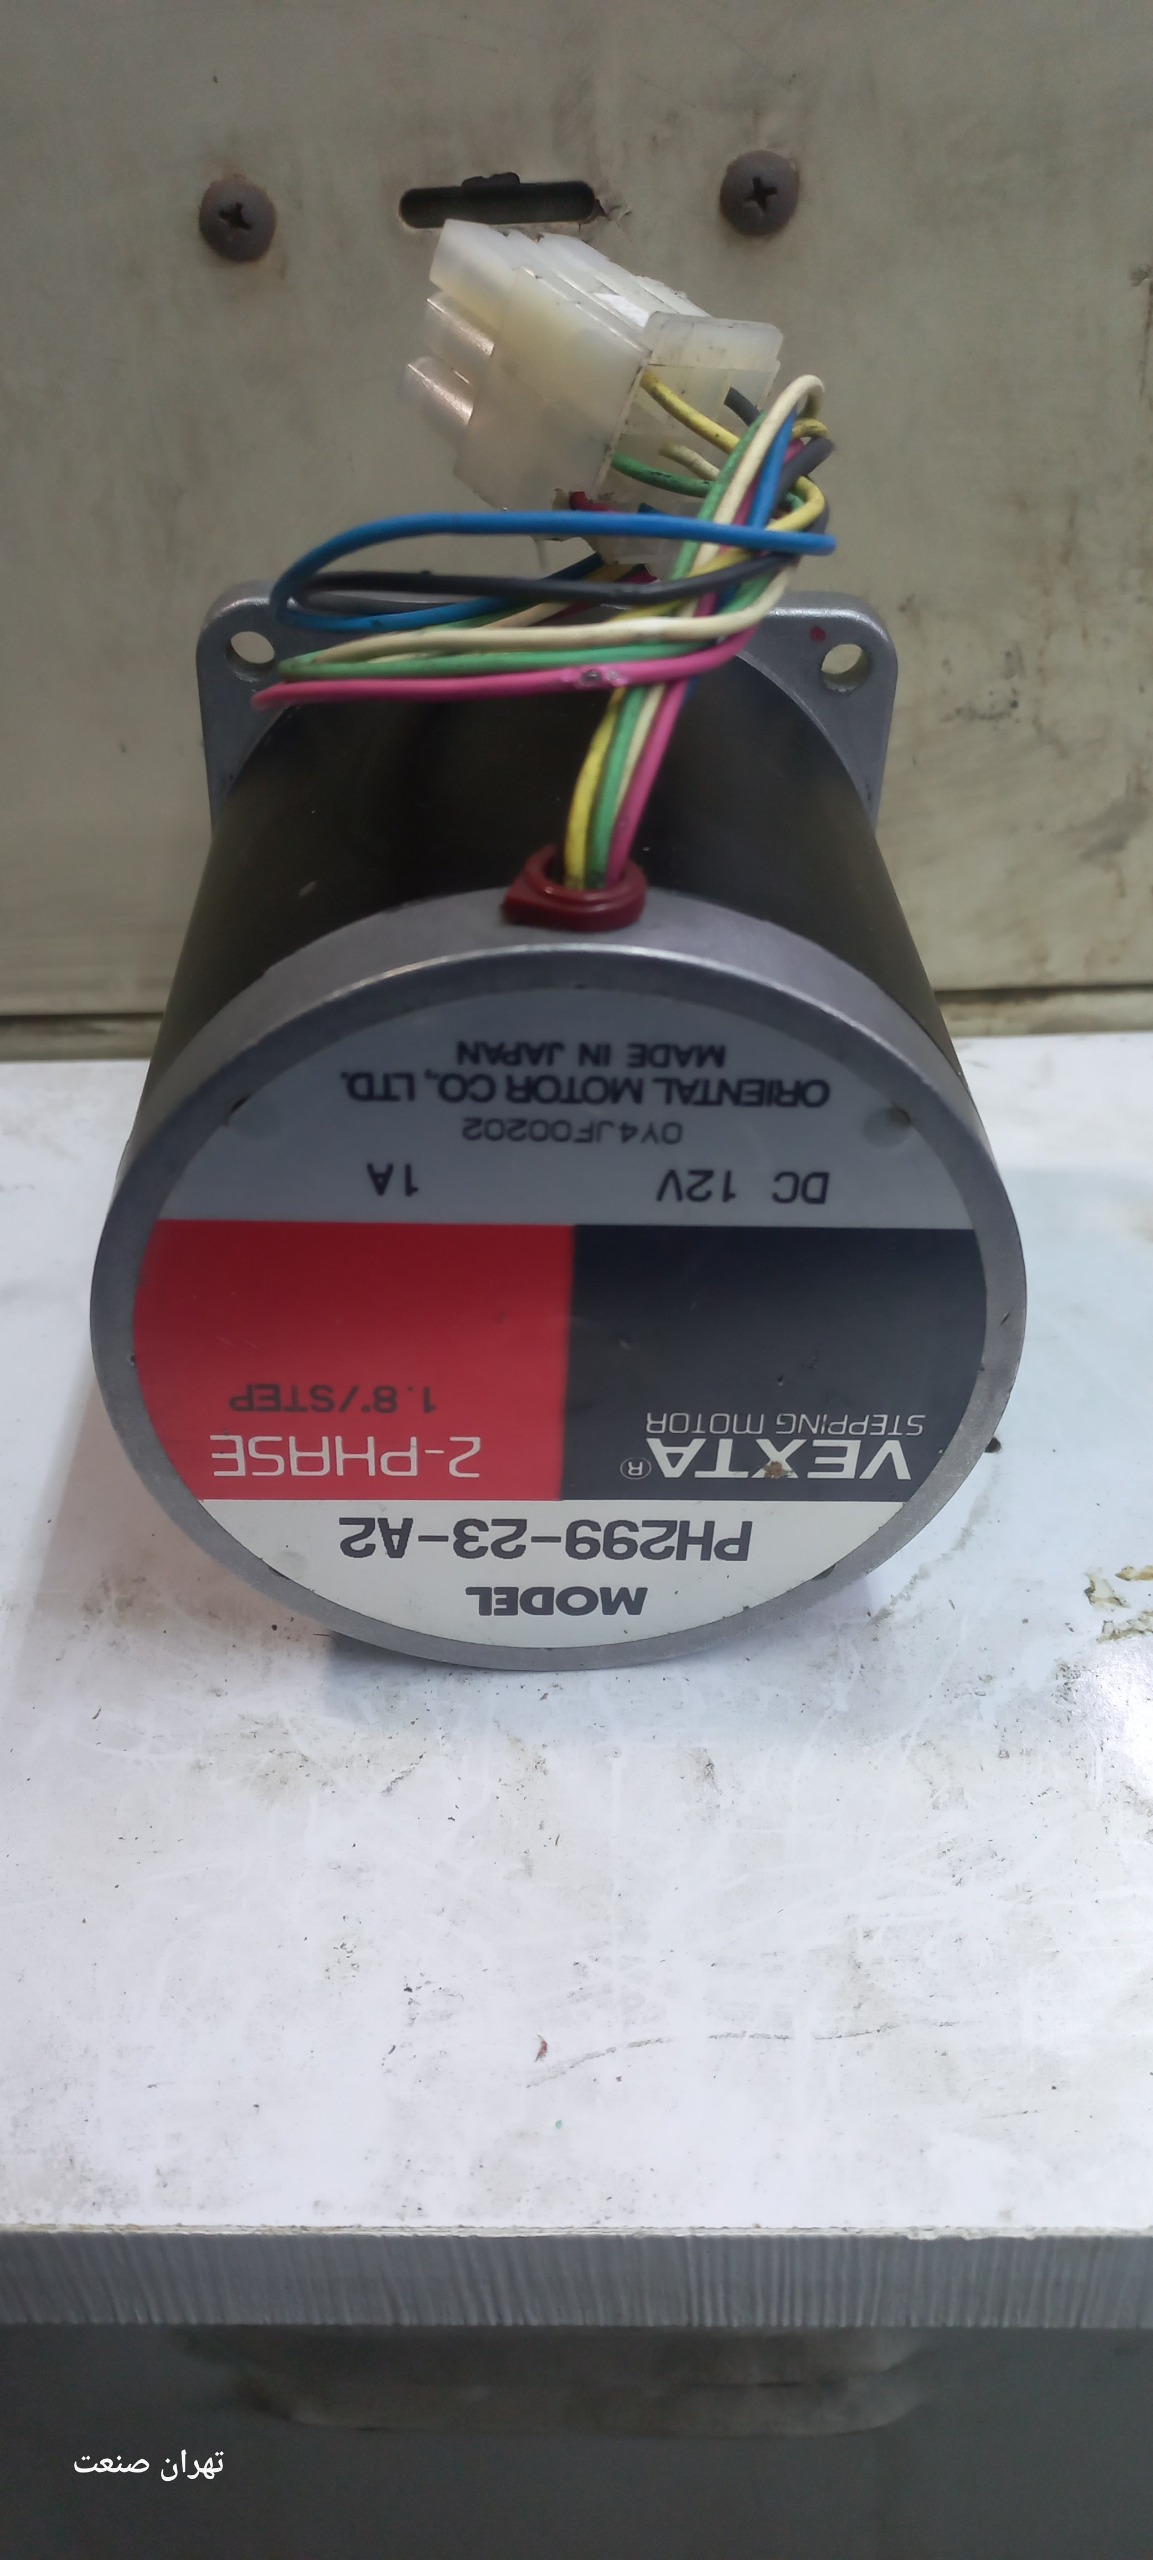 MODEL
PH299-23-A2
VEXTA® 2-PHASE
STEPPING MOTOR 1.8°/STEP
DC 12V 1A
0Y4JF00202
ORIENTAL MOTOR CO., LTD.
MADE IN JAPAN
تهران صنعت